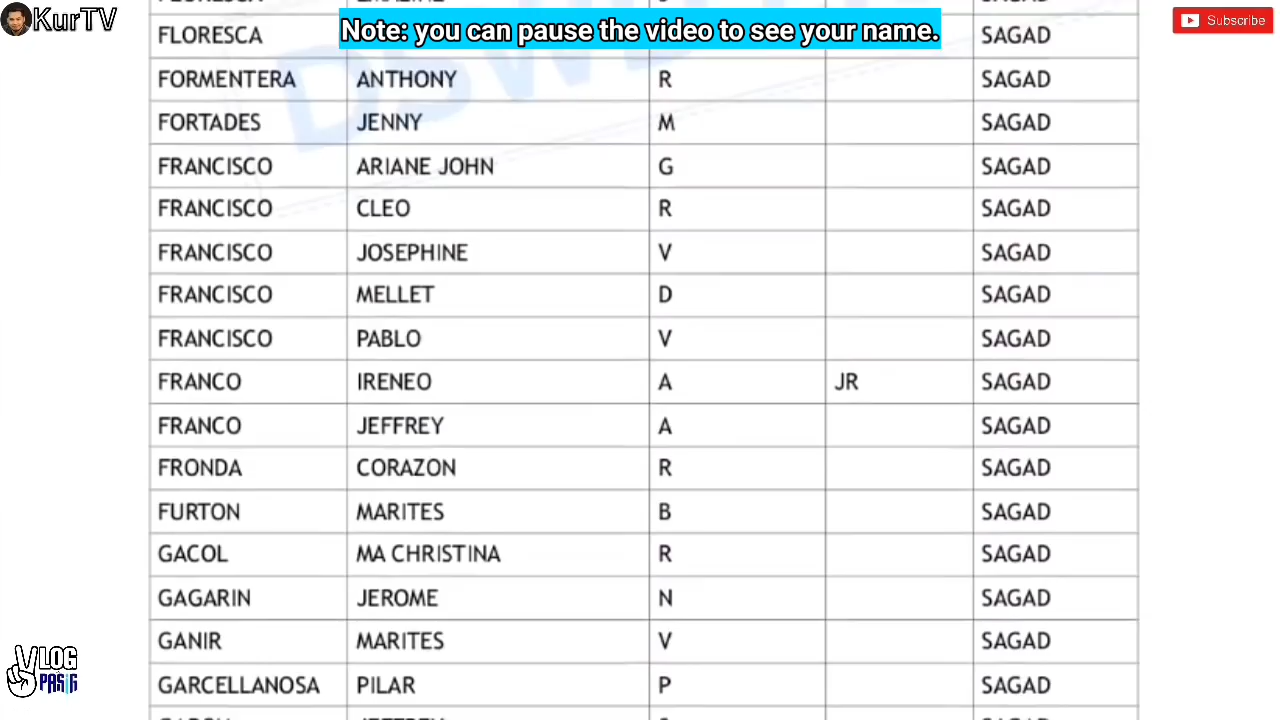 KurTV
Note: you can pause the video to see your name.
Subscribe
FLORESCA SAGAD
FORMENTERA ANTHONY R SAGAD
FORTADES JENNY M SAGAD
FRANCISCO ARIANE JOHN G SAGAD
FRANCISCO CLEO R SAGAD
FRANCISCO JOSEPHINE V SAGAD
FRANCISCO MELLET D SAGAD
FRANCISCO PABLO V SAGAD
FRANCO IRENEO A JR SAGAD
FRANCO JEFFREY A SAGAD
FRONDA CORAZON R SAGAD
FURTON MARITES B SAGAD
GACOL MA CHRISTINA R SAGAD
GAGARIN JEROME N SAGAD
GANIR MARITES V SAGAD
GARCELLANOSA PILAR P SAGAD
VLOG
PASIG